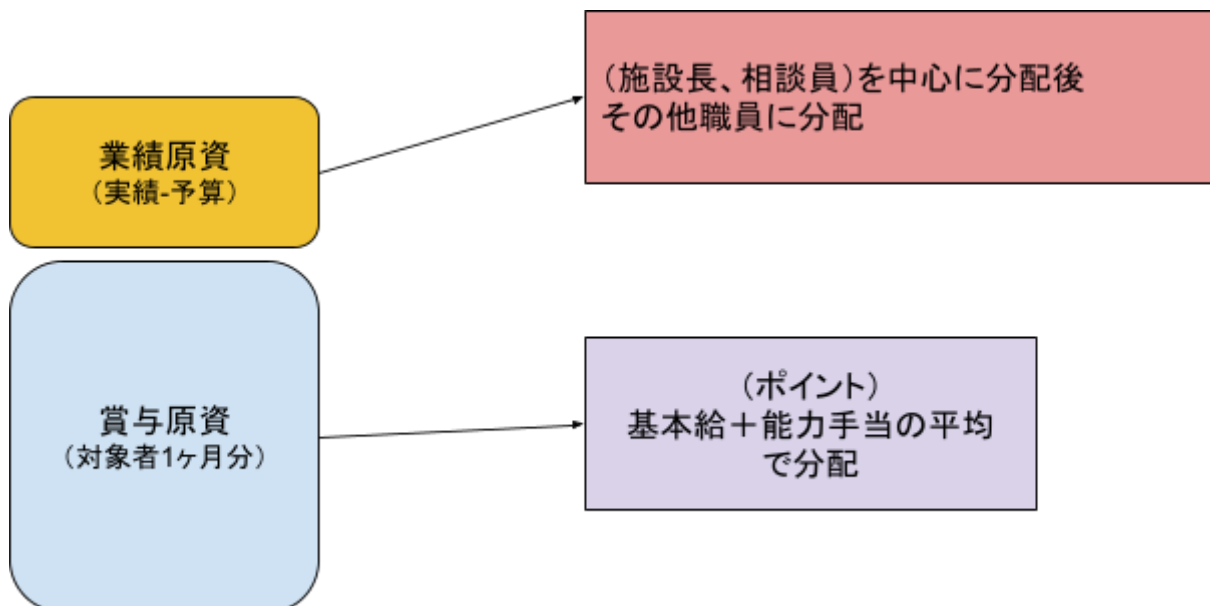 （施設長、相談員）を中心に分配後
その他職員に分配
業績原資
（実績-予算）
賞与原資
（対象者1ヶ月分）
（ポイント）
基本給＋能力手当の平均
で分配